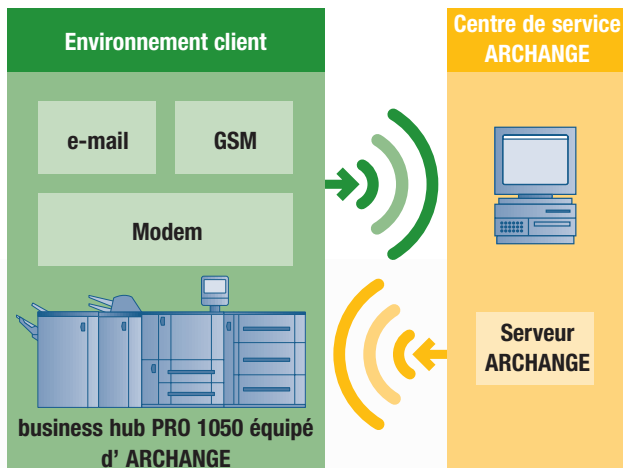 Environnement client
e-mail
GSM
Modem
business hub PRO 1050 équipé
d' ARCHANGE
Centre de service
ARCHANGE
Serveur
ARCHANGE